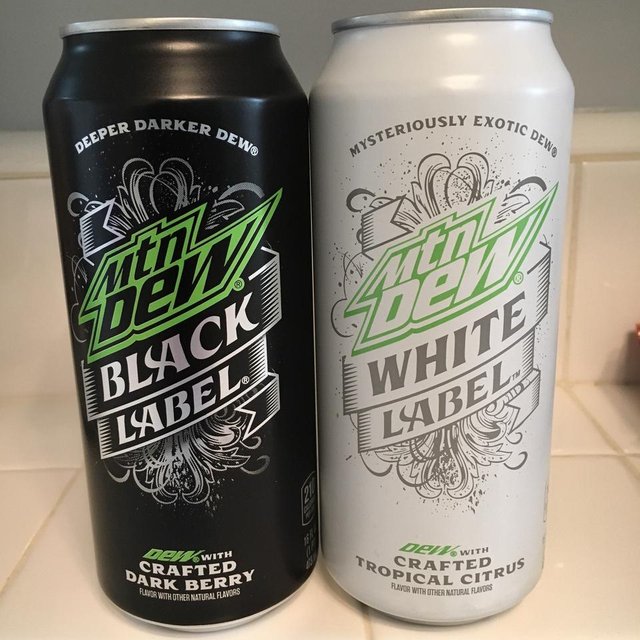 DEEPER DARKER DEW®
mtn
DEW®
BLACK
LABEL®
DEW® WITH
CRAFTED
DARK BERRY
FLAVOR WITH OTHER NATURAL FLAVORS
MYSTERIOUSLY EXOTIC DEW®
mtn
DEW®
WHITE
LABEL™
DEW® WITH
CRAFTED
TROPICAL CITRUS
FLAVOR WITH OTHER NATURAL FLAVORS